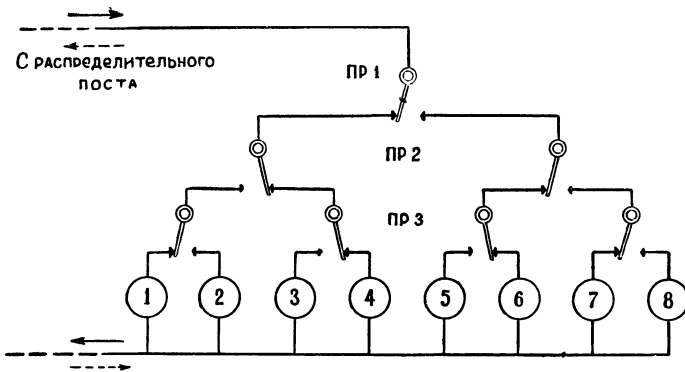 С РАСПРЕДЕЛИТЕЛЬНОГО
ПОСТА
ПР 1
ПР 2
ПР 3
1 2 3 4 5 6 7 8